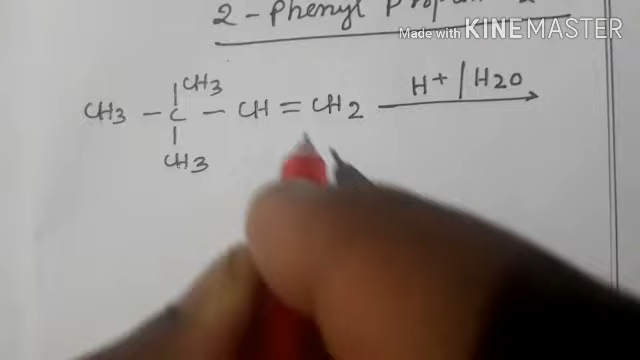 2-Phenyl
Made with KINEMASTER
CH3
CH3 - C - CH = CH2 H+ / H2O
CH3